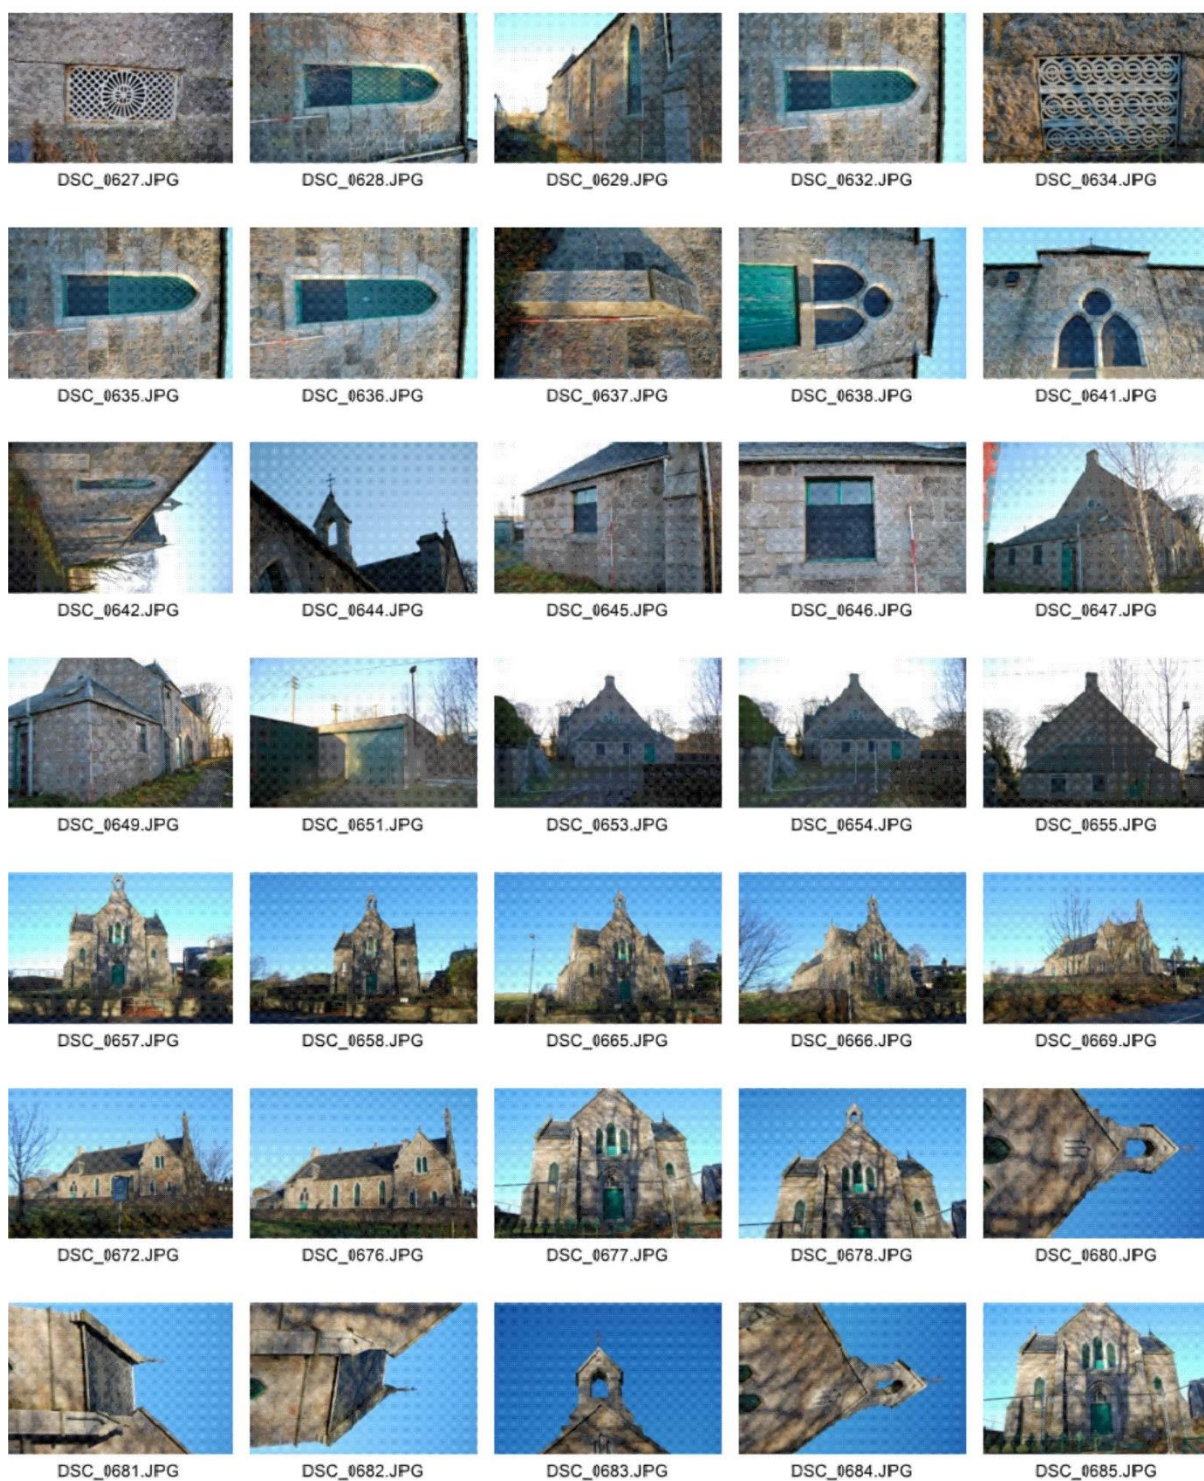 DSC_0627.JPG DSC_0628.JPG DSC_0629.JPG DSC_0632.JPG DSC_0634.JPG
DSC_0635.JPG DSC_0636.JPG DSC_0637.JPG DSC_0638.JPG DSC_0641.JPG
DSC_0642.JPG DSC_0644.JPG DSC_0645.JPG DSC_0646.JPG DSC_0647.JPG
DSC_0649.JPG DSC_0651.JPG DSC_0653.JPG DSC_0654.JPG DSC_0655.JPG
DSC_0657.JPG DSC_0658.JPG DSC_0665.JPG DSC_0666.JPG DSC_0669.JPG
DSC_0672.JPG DSC_0676.JPG DSC_0677.JPG DSC_0678.JPG DSC_0680.JPG
DSC_0681.JPG DSC_0682.JPG DSC_0683.JPG DSC_0684.JPG DSC_0685.JPG